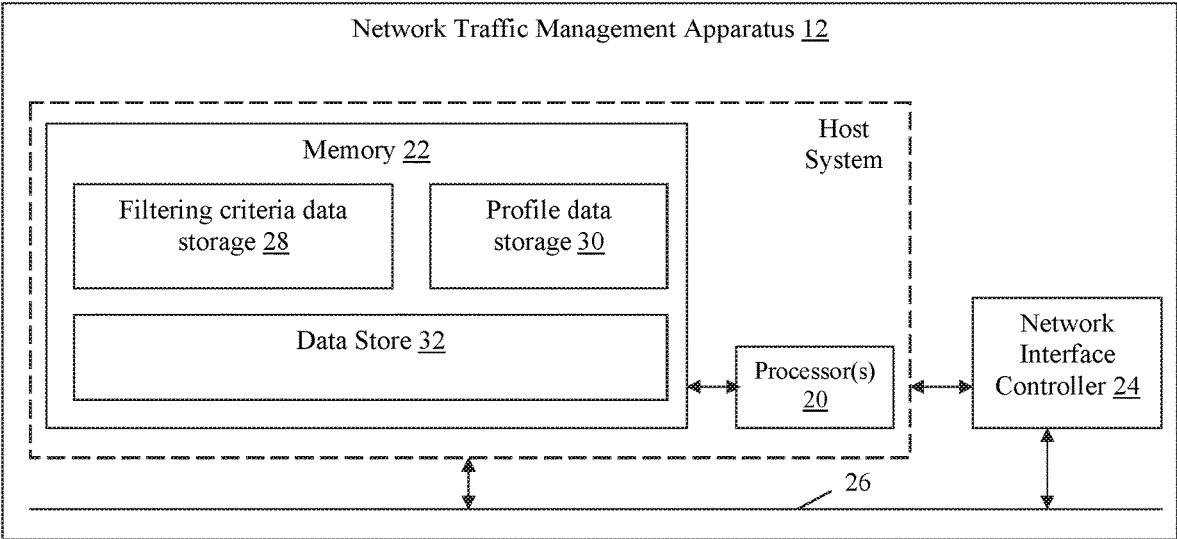 Network Traffic Management Apparatus 12
Host
System
Memory 22
Filtering criteria data
storage 28
Profile data
storage 30
Data Store 32
Processor(s)
20
Network
Interface
Controller 24
26